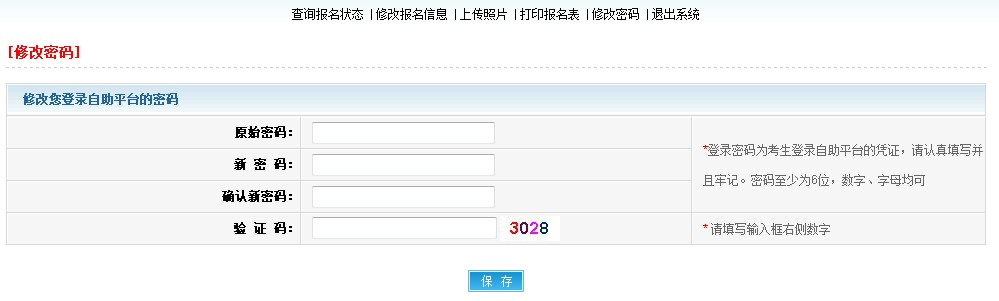 查询报名状态 |修改报名信息 |上传照片 |打印报名表 |修改密码 |退出系统
[修改密码]
修改您登录自助平台的密码
原始密码：
新 密 码：
确认新密码：
*登录密码为考生登录自助平台的凭证，请认真填写并
且牢记。密码至少为6位，数字、字母均可
验 证 码： 3028
* 请填写输入框右侧数字
保 存